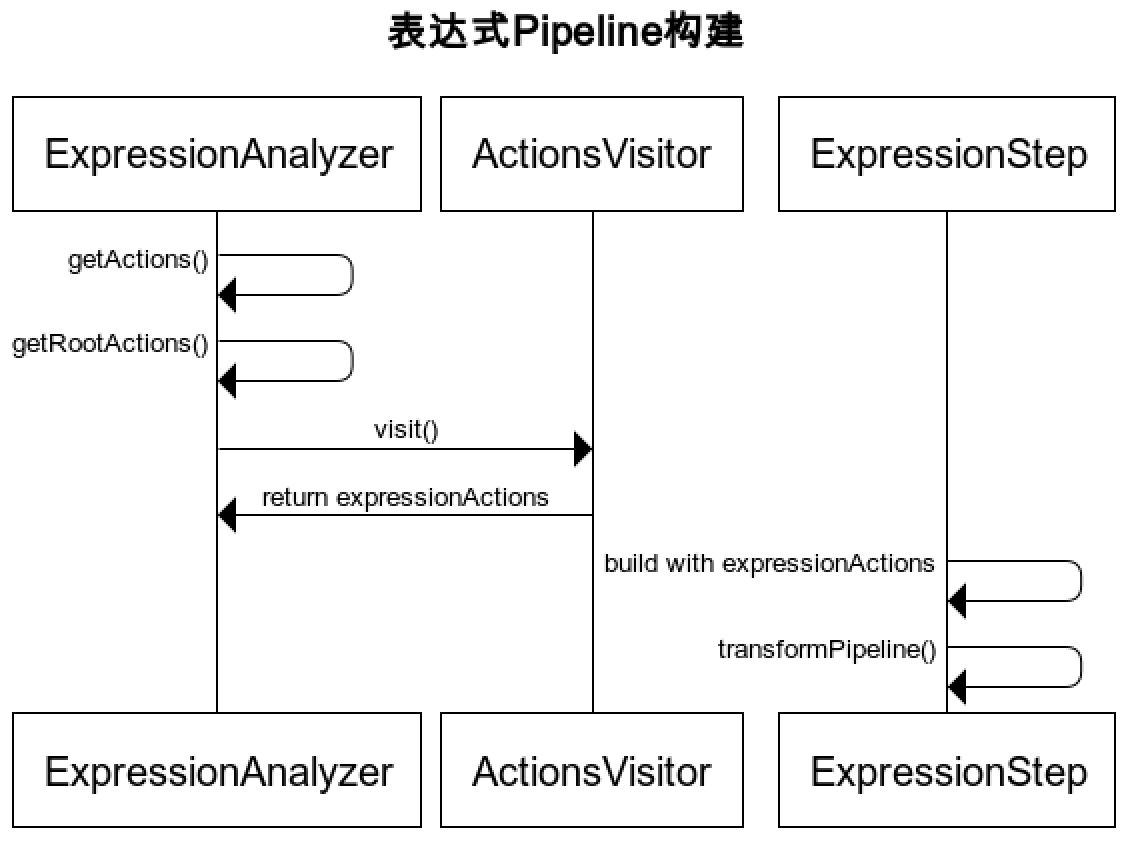 表达式Pipeline构建
ExpressionAnalyzer
ActionsVisitor
ExpressionStep
getActions()
getRootActions()
visit()
return expressionActions
build with expressionActions
transformPipeline()
ExpressionAnalyzer
ActionsVisitor
ExpressionStep